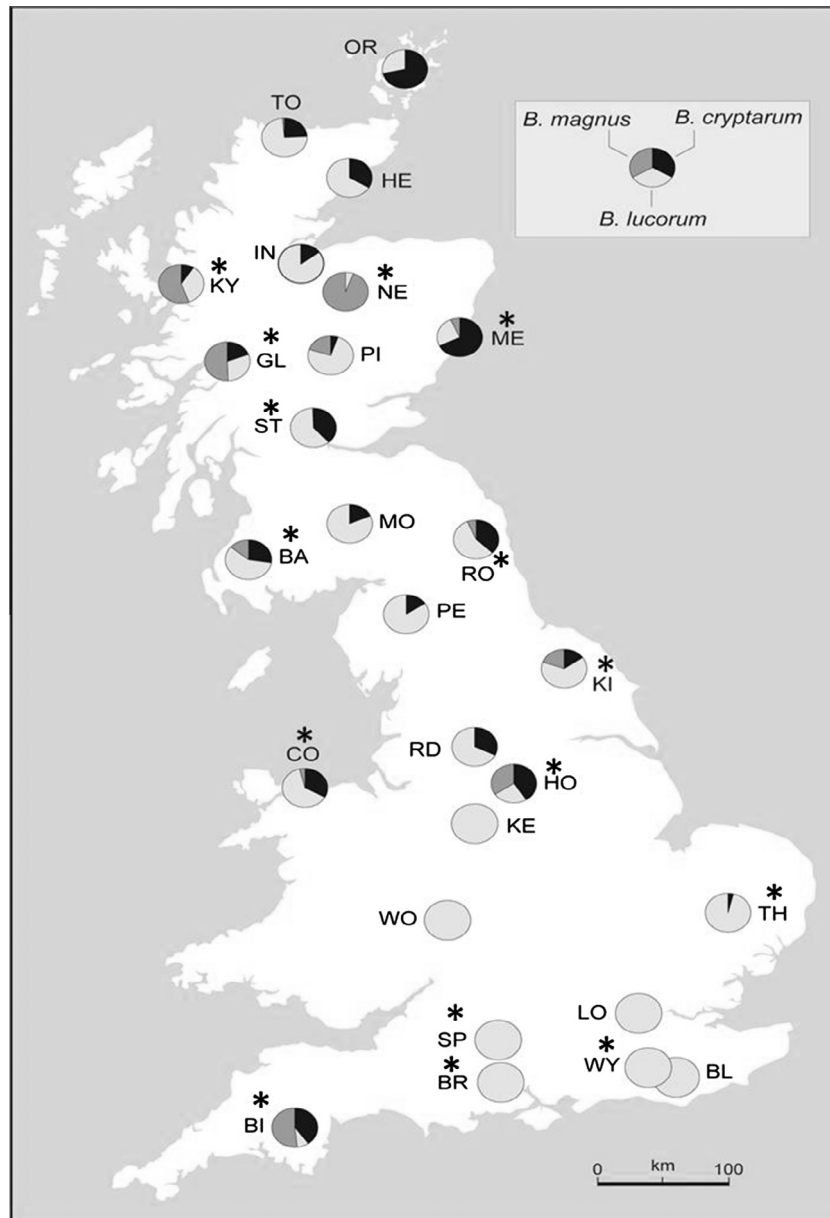 OR
TO
B. magnus
B. cryptarum
B. lucorum
HE
IN
*
KY
*
NE
*
ME
*
GL
PI
*
ST
MO
*
BA
RO*
PE
*
KI
*
CO
RD
*
HO
KE
*
TH
WO
LO
*
SP
*
WY
BL
*
BR
*
BI
km
0 100